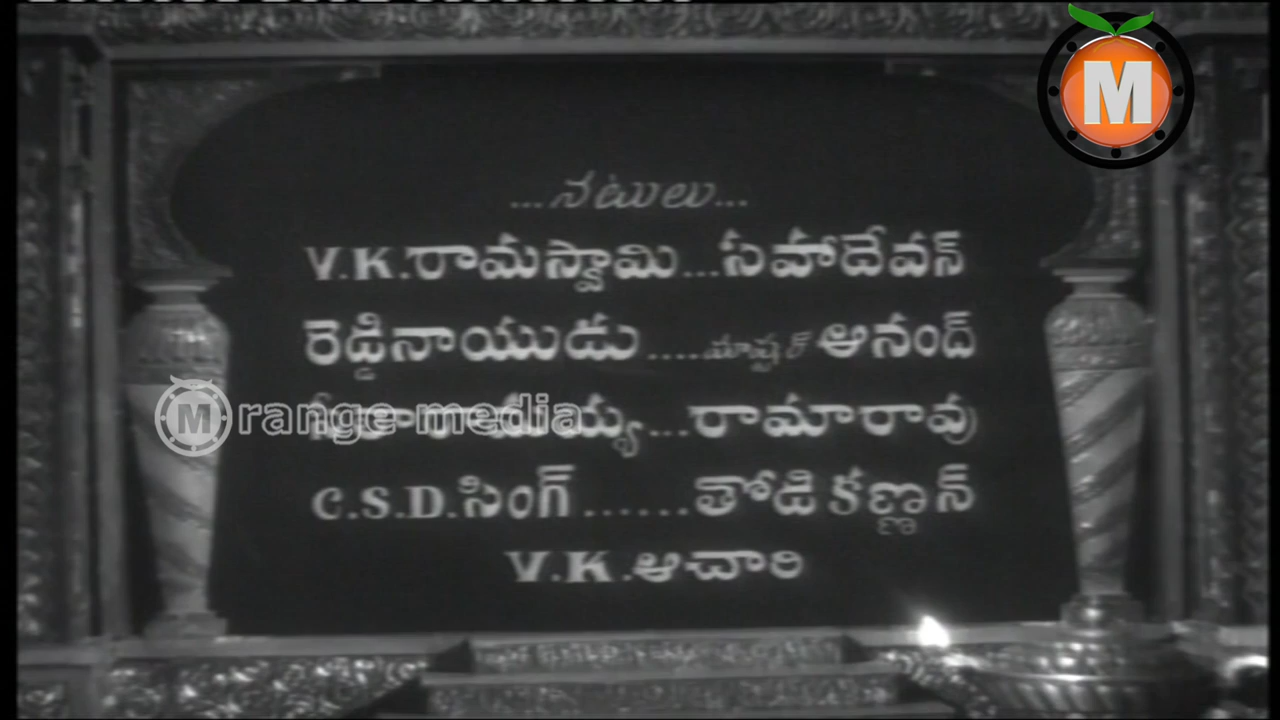 M
...నటులు...
V.K.రామస్వామి...సహదేవన్
రెడ్డినాయుడు....మాష్టర్ ఆనంద్
M range media
...రామారావు
C.S.D.సింగ్......తోడి కణ్ణన్
V.K.ఆచారి